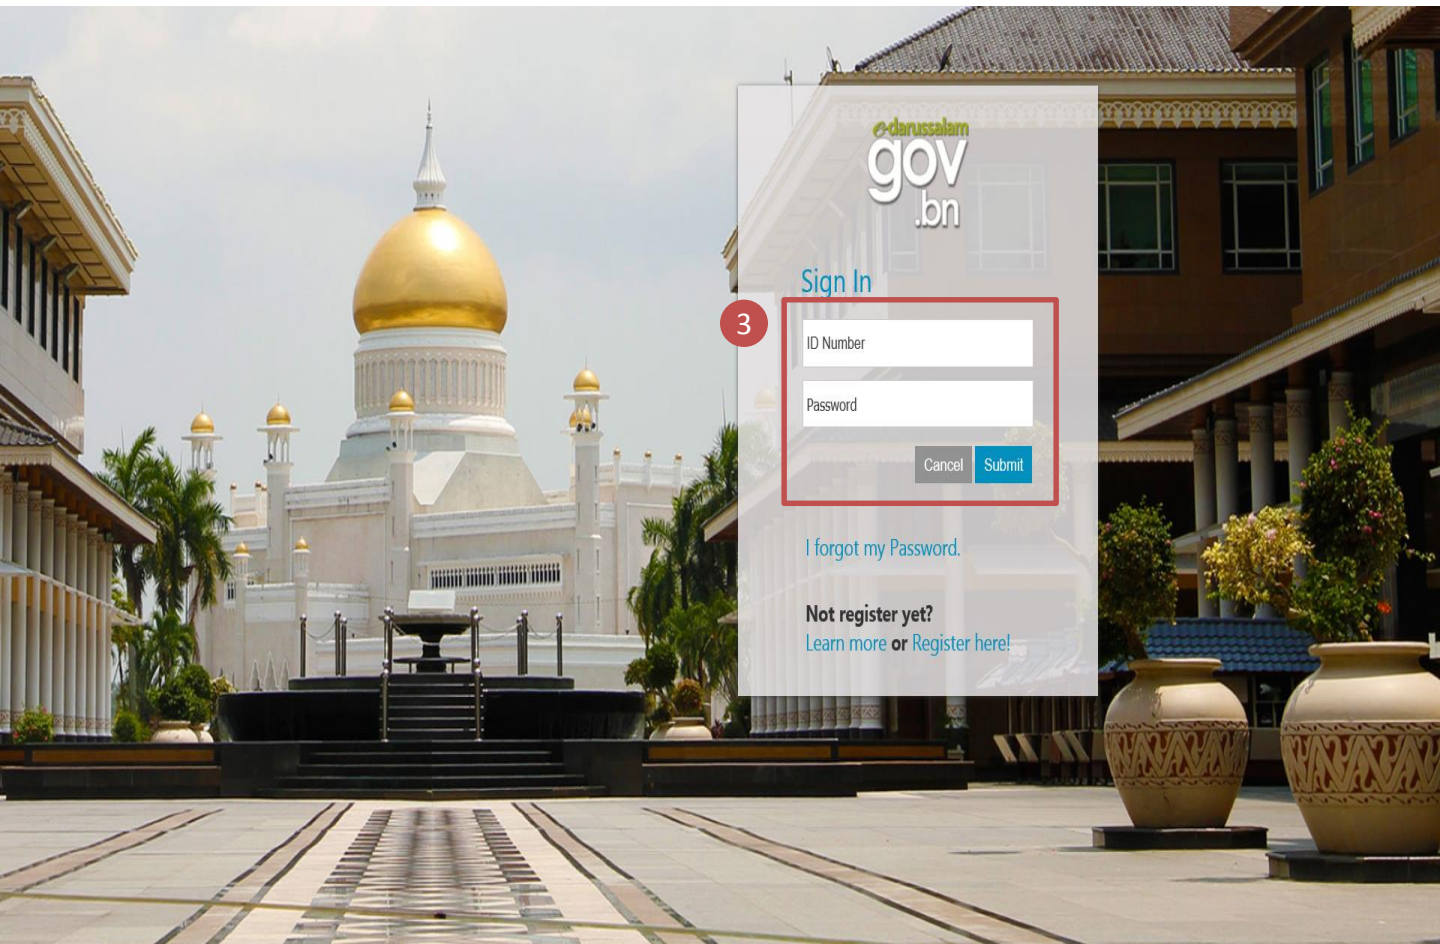 e-darussalam
gov
.bn
Sign In
3
ID Number
Password
Cancel Submit
I forgot my Password.
Not register yet?
Learn more or Register here!